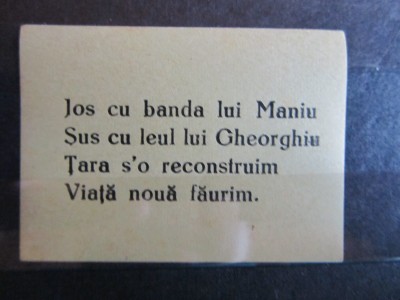 Jos cu banda lui Maniu
Sus cu leul lui Gheorghiu
Țara s'o reconstruim
Viață nouă făurim.